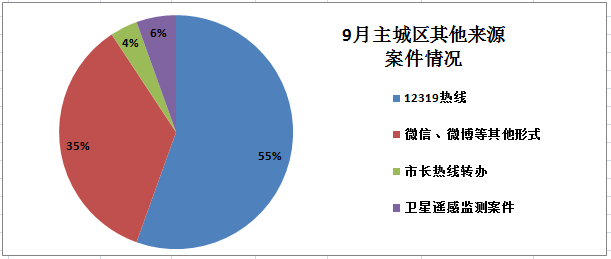 9月主城区其他来源
案件情况
6%
4%
35%
55%
12319热线
微信、微博等其他形式
市长热线转办
卫星遥感监测案件